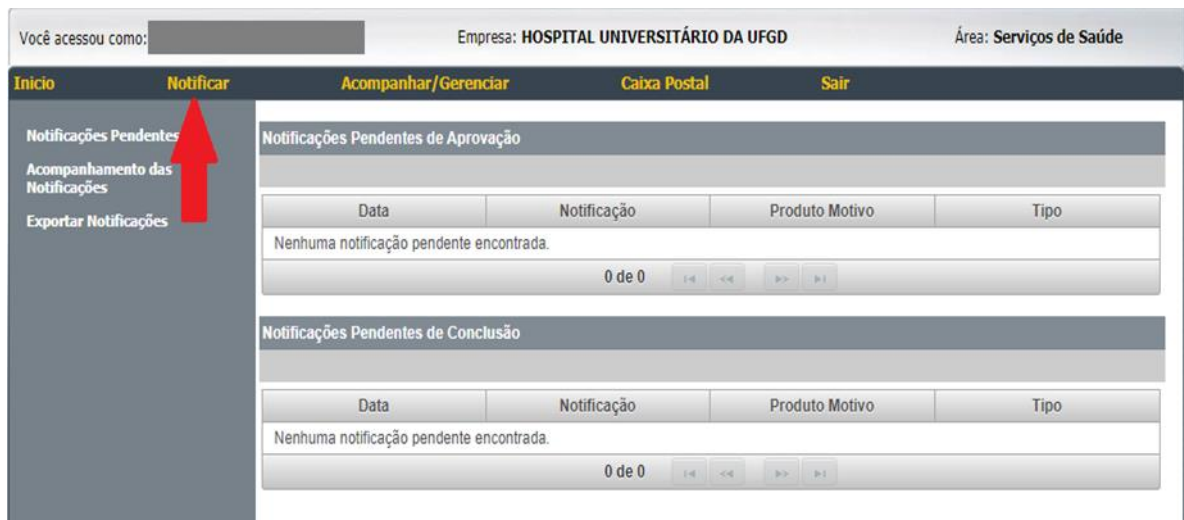 Você acessou como: Empresa: HOSPITAL UNIVERSITÁRIO DA UFGD Área: Serviços de Saúde
Inicio Notificar Acompanhar/Gerenciar Caixa Postal Sair
Notificações Pendentes
Acompanhamento das
Notificações
Exportar Notificações
Notificações Pendentes de Aprovação
Data Notificação Produto Motivo Tipo
Nenhuma notificação pendente encontrada.
0 de 0
Notificações Pendentes de Conclusão
Data Notificação Produto Motivo Tipo
Nenhuma notificação pendente encontrada.
0 de 0